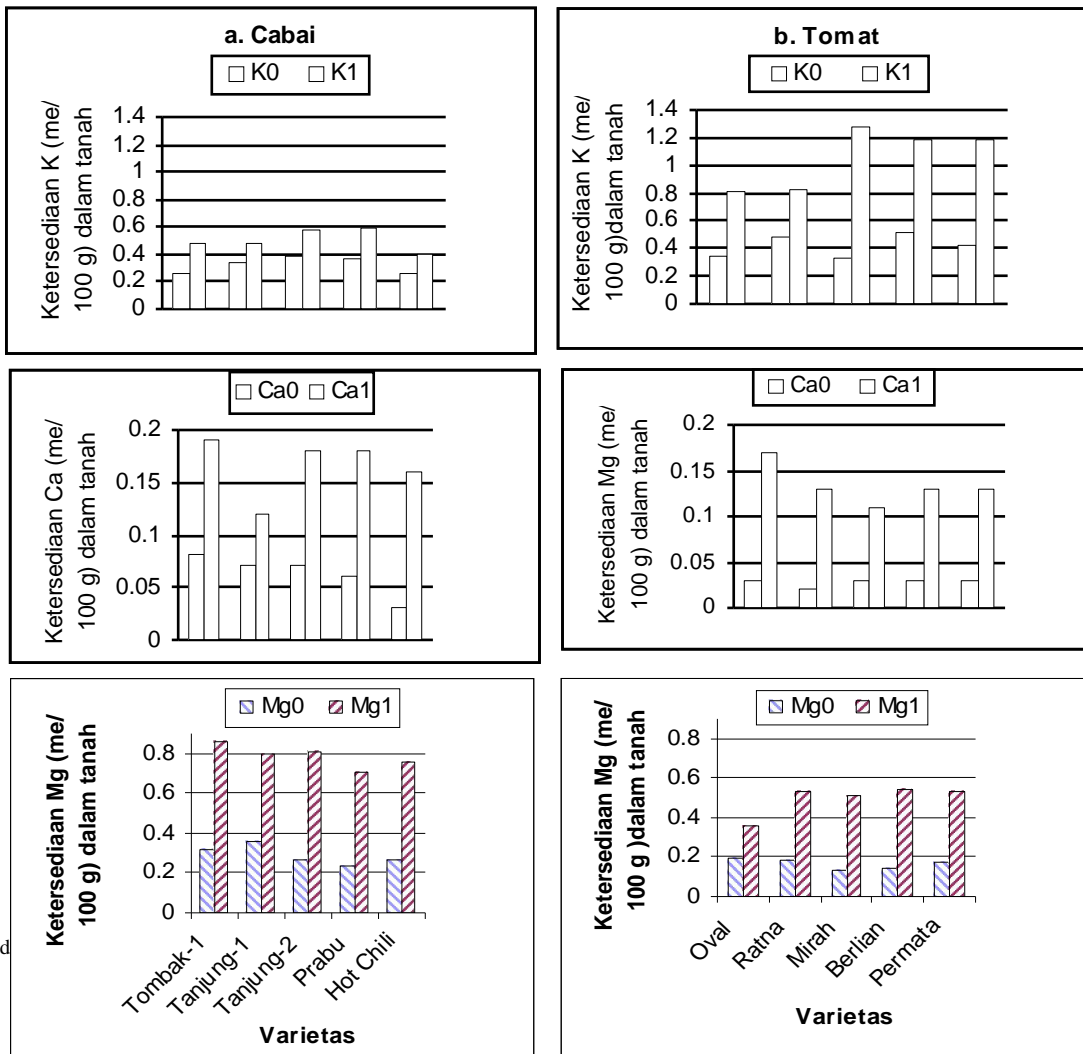 a. Cabai
K0 K1
Ketersediaan K (me/
100 g) dalam tanah
1.4
1.2
1
0.8
0.6
0.4
0.2
0
b. Tomat
K0 K1
Ketersediaan K (me/
100 g)dalam tanah
1.4
1.2
1
0.8
0.6
0.4
0.2
0
Ca0 Ca1
Ketersediaan Ca (me/
100 g) dalam tanah
0.2
0.15
0.1
0.05
0
Ca0 Ca1
Ketersediaan Mg (me/
100 g) dalam tanah
0.2
0.15
0.1
0.05
0
Mg0 Mg1
Ketersediaan Mg (me/
100 g) dalam tanah
0.8
0.6
0.4
0.2
0
Tombak-1
Tanjung-1
Tanjung-2
Prabu
Hot Chili
Varietas
Mg0 Mg1
Ketersediaan Mg (me/
100 g )dalam tanah
0.8
0.6
0.4
0.2
0
Oval
Ratna
Mirah
Berlian
Permata
Varietas
d